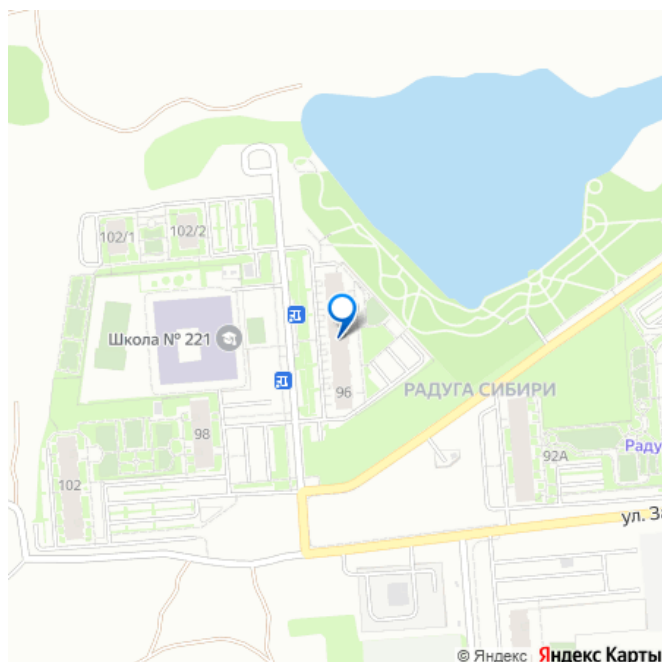 102/1
102/2
Школа № 221
96
РАДУГА СИБИРИ
98
92А
Раду
102
ул. За
© Яндекс Яндекс Карты